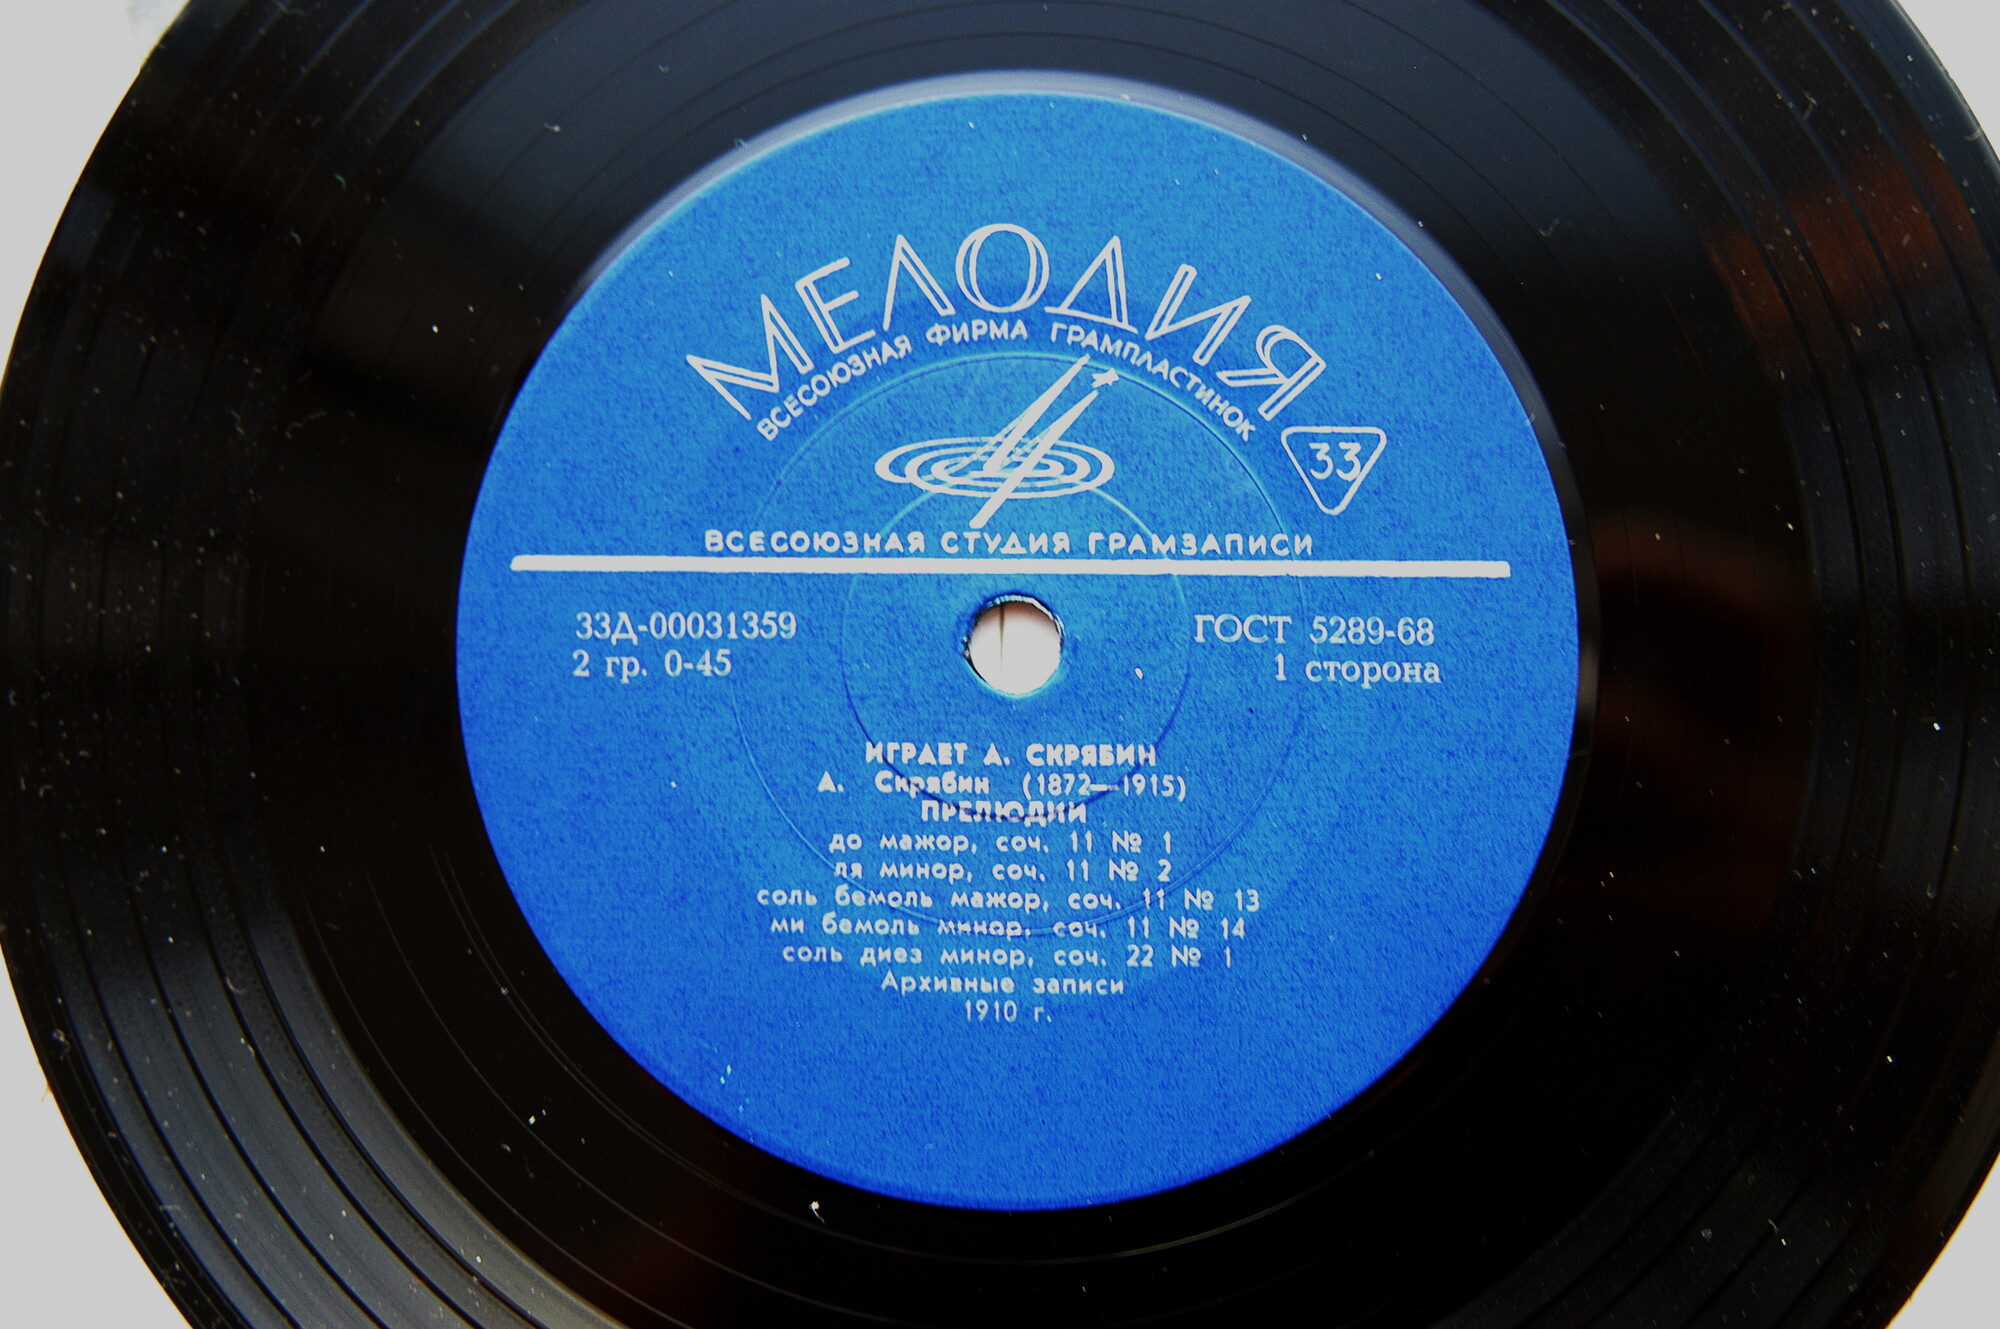 МЕЛОДИЯ
ВСЕСОЮЗНАЯ ФИРМА ГРАМПЛАСТИНОК
33
ВСЕСОЮЗНАЯ СТУДИЯ ГРАМЗАПИСИ
33Д-00031359
2 гр. 0-45
ГОСТ 5289-68
1 сторона
ИГРАЕТ А. СКРЯБИН
А. Скрябин (1872—1915)
ПРЕЛЮДИИ
до мажор, соч. 11 № 1
ля минор, соч. 11 № 2
соль бемоль мажор, соч. 11 № 13
ми бемоль минор, соч. 11 № 14
соль диез минор, соч. 22 № 1
Архивные записи
1910 г.